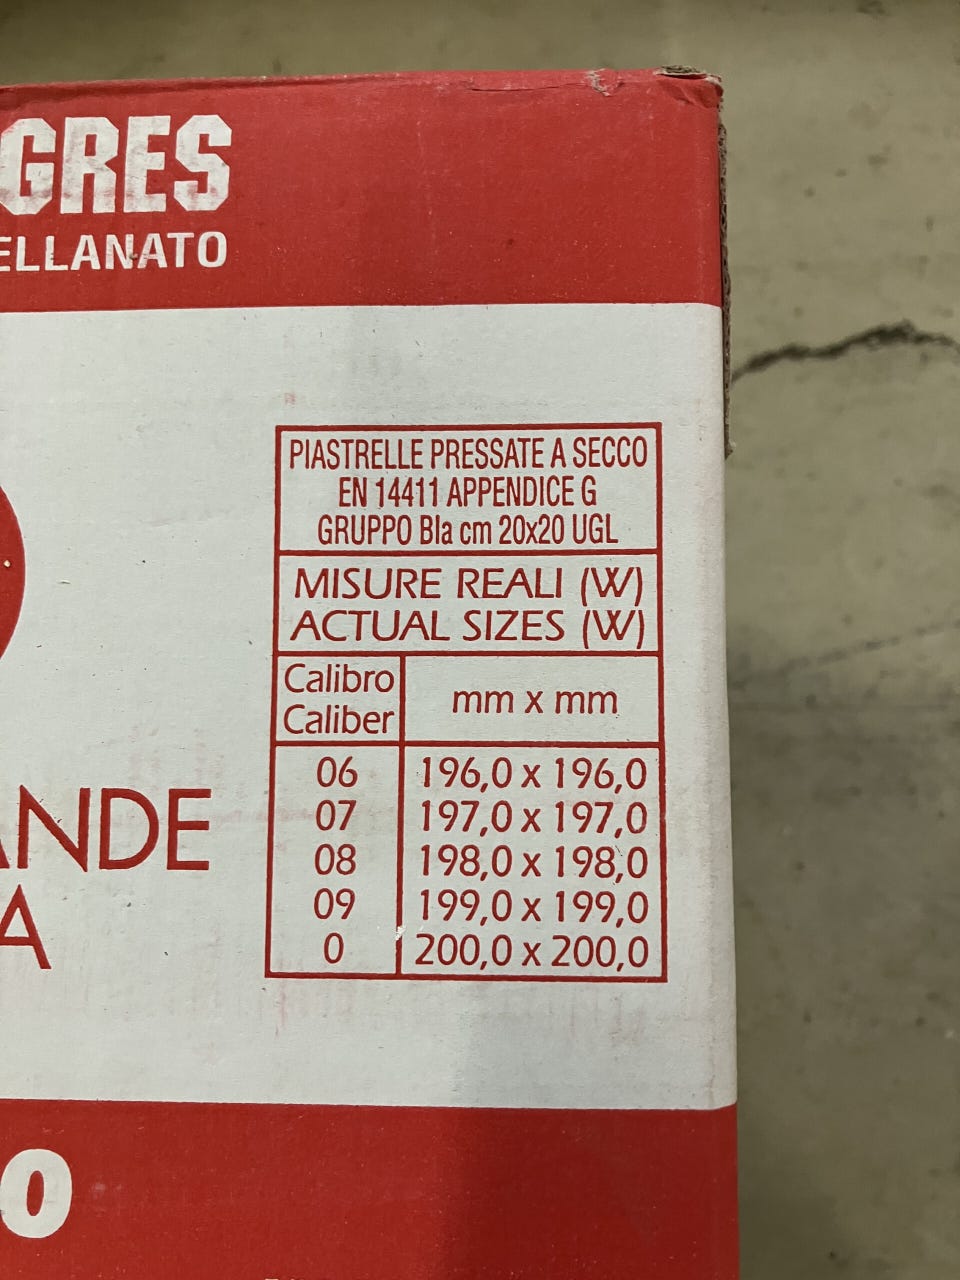 GRES
ELLANATO
PIASTRELLE PRESSATE A SECCO
EN 14411 APPENDICE G
GRUPPO BIa cm 20x20 UGL
MISURE REALI (W)
ACTUAL SIZES (W)
Calibro
Caliber
mm x mm
06 196,0 x 196,0
07 197,0 x 197,0
08 198,0 x 198,0
09 199,0 x 199,0
0 200,0 x 200,0
ANDE
A
O